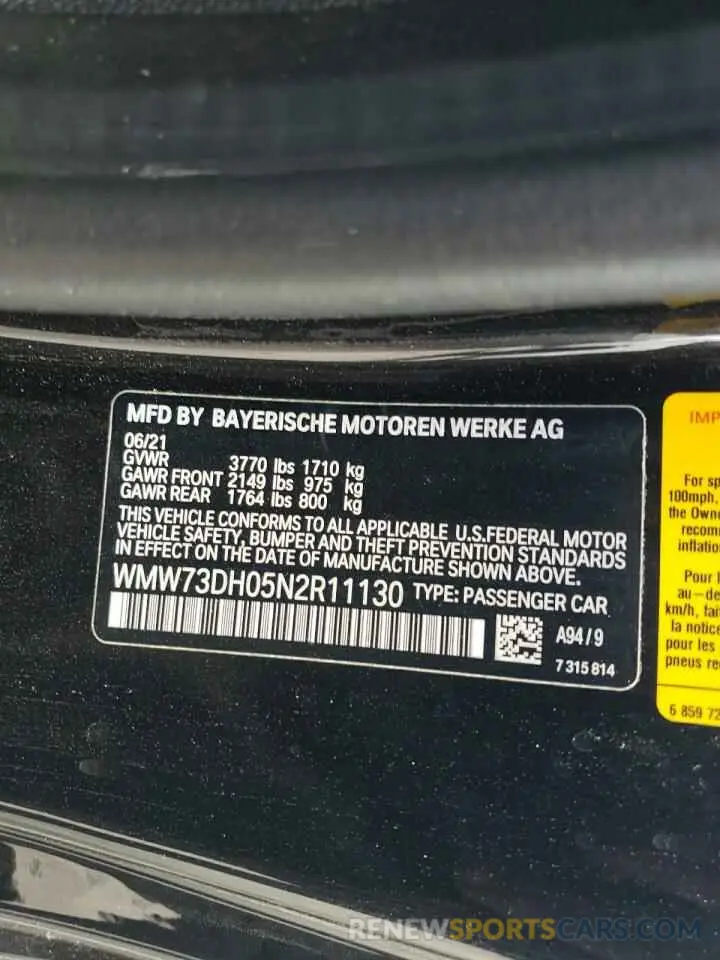 MFD BY BAYERISCHE MOTOREN WERKE AG
06/21
GVWR 3770 lbs 1710 kg
GAWR FRONT 2149 lbs 975 kg
GAWR REAR 1764 lbs 800 kg
THIS VEHICLE CONFORMS TO ALL APPLICABLE U.S.FEDERAL MOTOR
VEHICLE SAFETY, BUMPER AND THEFT PREVENTION STANDARDS
IN EFFECT ON THE DATE OF MANUFACTURE SHOWN ABOVE.
WMW73DH05N2R11130 TYPE: PASSENGER CAR
A94/9
7 315 814
IMP
For sp
100mph,
the Owne
recomm
inflatio
Pour
au-de
km/h, fai
la notice
pour les
pneus re
6 859 72
RENEWSPORTSCARS.COM